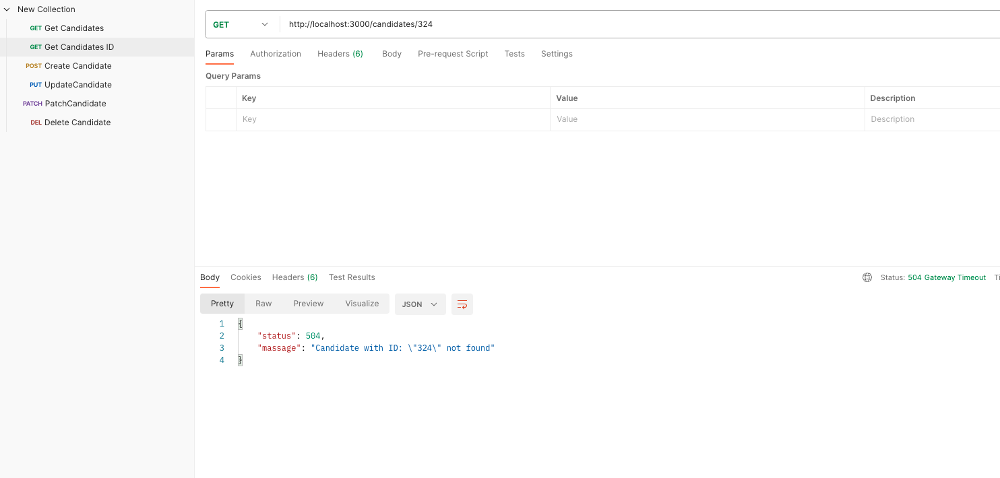 New Collection
GET Get Candidates
GET Get Candidates ID
POST Create Candidate
PUT UpdateCandidate
PATCH PatchCandidate
DEL Delete Candidate
GET http://localhost:3000/candidates/324
Params Authorization Headers (6) Body Pre-request Script Tests Settings
Query Params
Key Value Description
Key Value Description
Body Cookies Headers (6) Test Results Status: 504 Gateway Timeout
Pretty Raw Preview Visualize JSON
1 {
2 "status": 504,
3 "massage": "Candidate with ID: \"324\" not found"
4 }